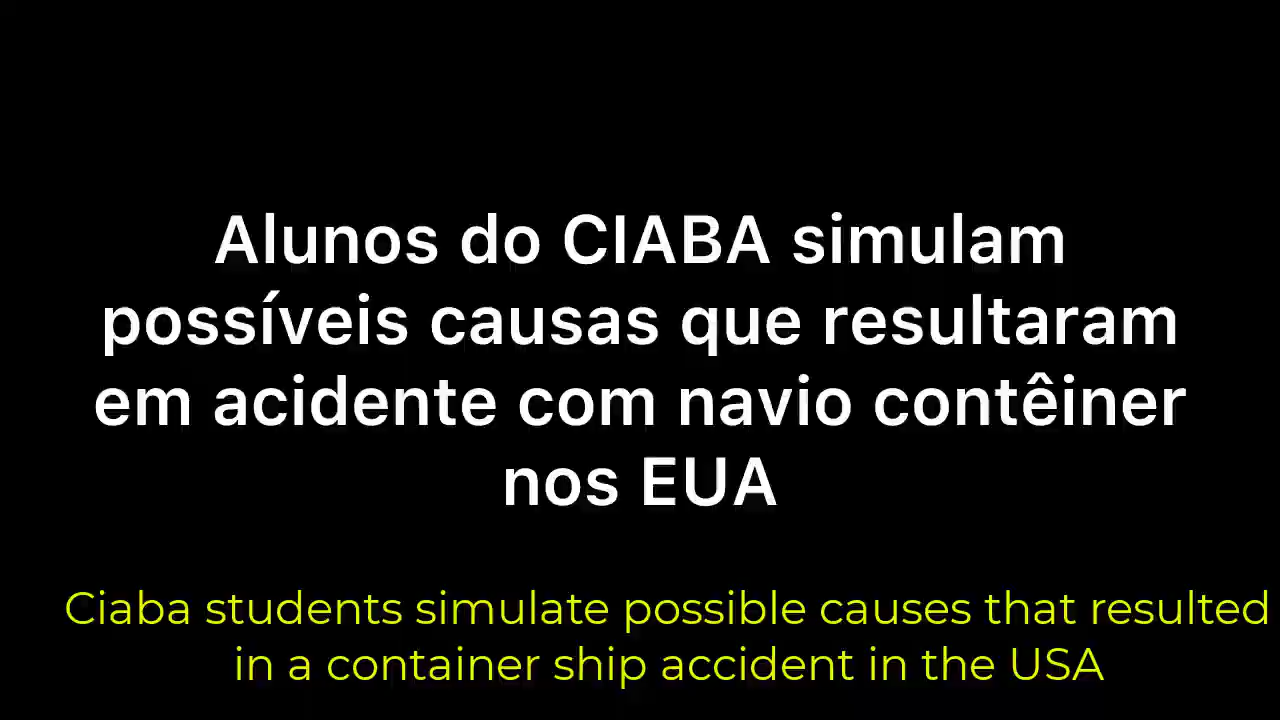 Alunos do CIABA simulam
possíveis causas que resultaram
em acidente com navio contêiner
nos EUA
Ciaba students simulate possible causes that resulted
in a container ship accident in the USA